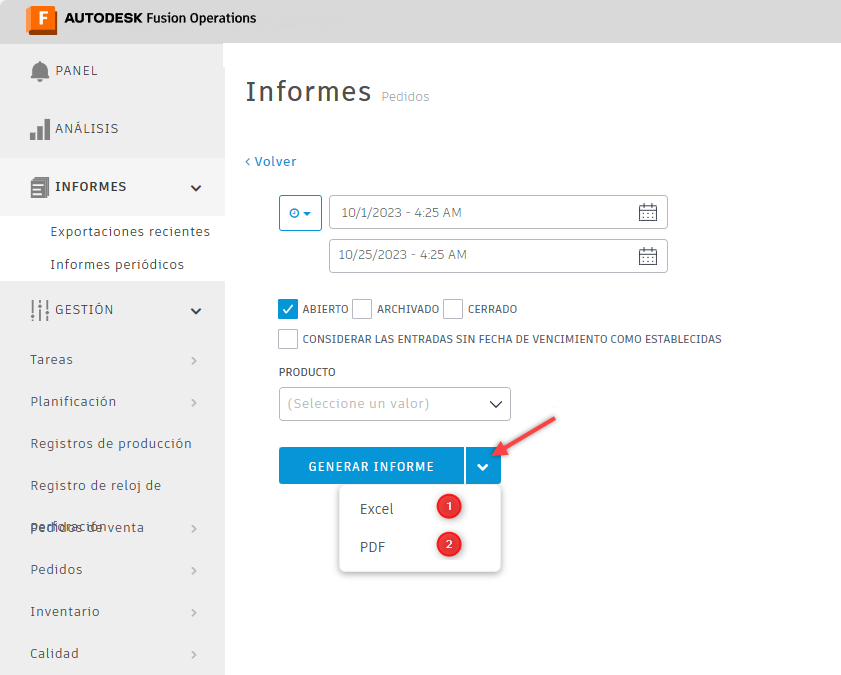 F AUTODESK Fusion Operations
PANEL
ANÁLISIS
INFORMES
Exportaciones recientes
Informes periódicos
GESTIÓN
Tareas
Planificación
Registros de producción
Registro de reloj de
perforación
Pedidos de venta
Pedidos
Inventario
Calidad
Informes Pedidos
< Volver
10/1/2023 - 4:25 AM
10/25/2023 - 4:25 AM
ABIERTO ARCHIVADO CERRADO
CONSIDERAR LAS ENTRADAS SIN FECHA DE VENCIMIENTO COMO ESTABLECIDAS
PRODUCTO
(Seleccione un valor)
GENERAR INFORME
Excel 1
PDF 2